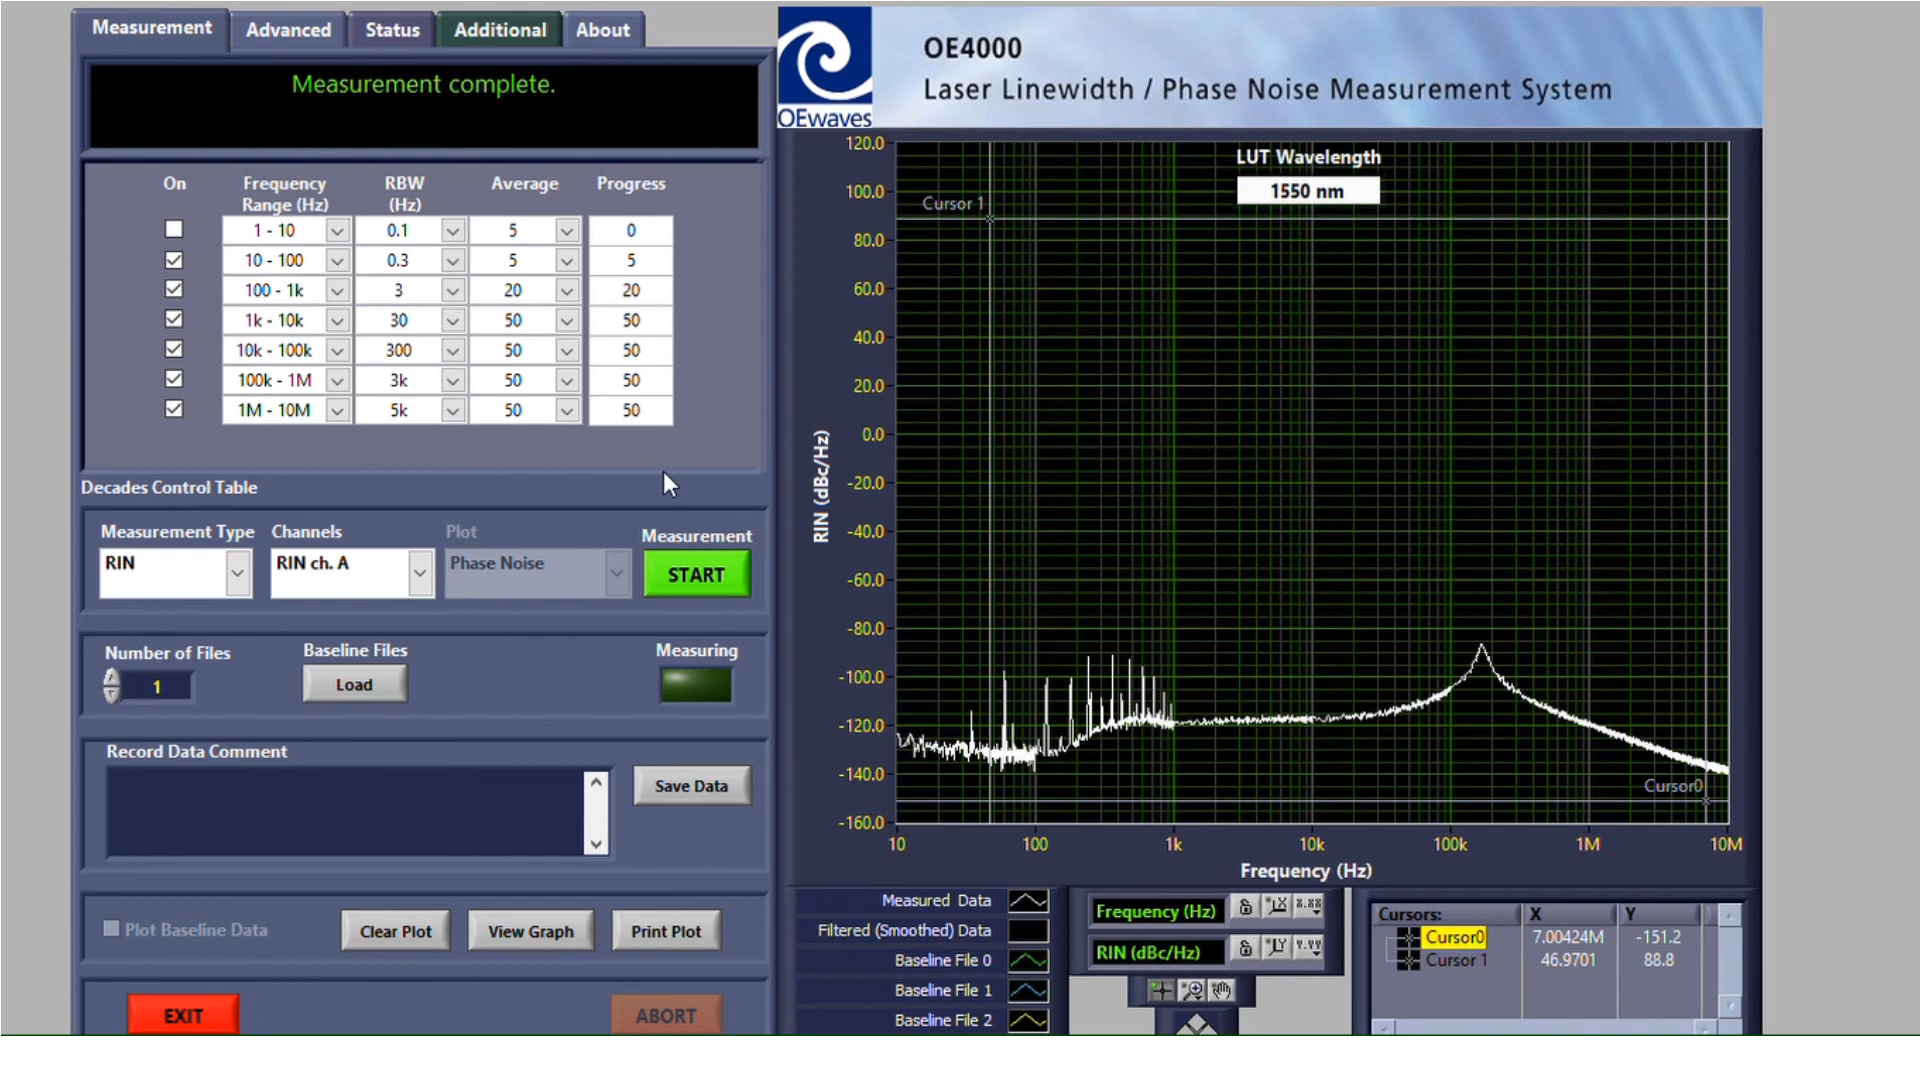 Measurement
Advanced
Status
Additional
About
Measurement complete.
On Frequency Range (Hz) RBW (Hz) Average Progress
1 - 10 0.1 5 0
10 - 100 0.3 5 5
100 - 1k 3 20 20
1k - 10k 30 50 50
10k - 100k 300 50 50
100k - 1M 3k 50 50
1M - 10M 5k 50 50
Decades Control Table
Measurement Type Channels Plot Measurement
RIN RIN ch. A Phase Noise START
Number of Files Baseline Files Measuring
1 Load
Record Data Comment
Save Data
Plot Baseline Data Clear Plot View Graph Print Plot
EXIT ABORT
OEwaves
OE4000
Laser Linewidth / Phase Noise Measurement System
LUT Wavelength
1550 nm
Cursor 1
Cursor0
RIN (dBc/Hz)
120.0
100.0
80.0
60.0
40.0
20.0
0.0
-20.0
-40.0
-60.0
-80.0
-100.0
-120.0
-140.0
-160.0
10 100 1k 10k 100k 1M 10M
Frequency (Hz)
Measured Data
Filtered (Smoothed) Data
Baseline File 0
Baseline File 1
Baseline File 2
Frequency (Hz)
RIN (dBc/Hz)
Cursors: X Y
Cursor0 7.00424M -151.2
Cursor 1 46.9701 88.8